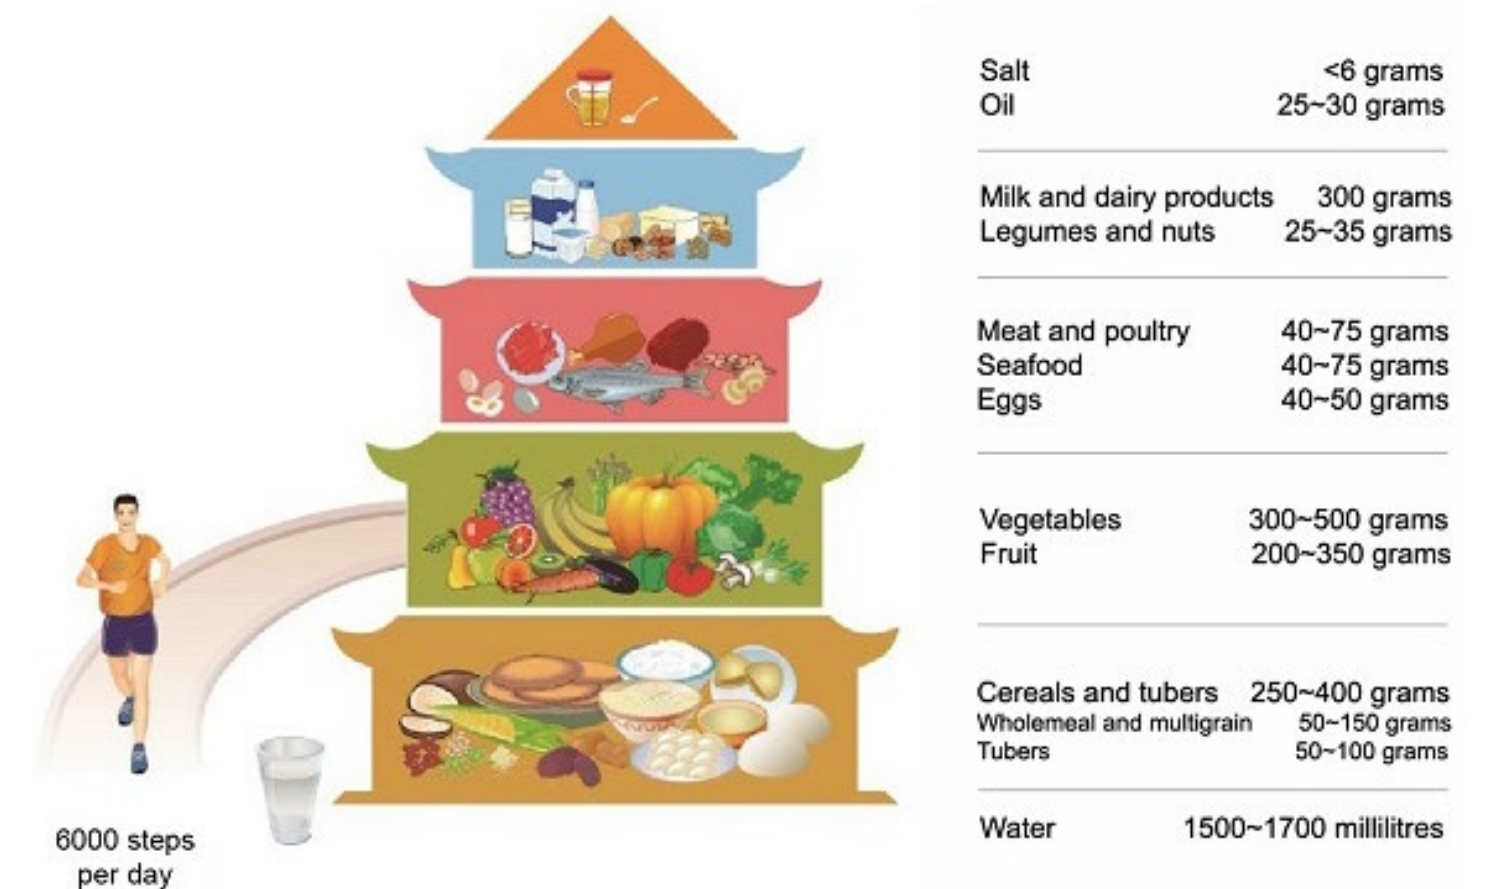 Salt <6 grams
Oil 25~30 grams
Milk and dairy products 300 grams
Legumes and nuts 25~35 grams
Meat and poultry 40~75 grams
Seafood 40~75 grams
Eggs 40~50 grams
Vegetables 300~500 grams
Fruit 200~350 grams
Cereals and tubers 250~400 grams
Wholemeal and multigrain 50~150 grams
Tubers 50~100 grams
Water 1500~1700 millilitres
6000 steps
per day